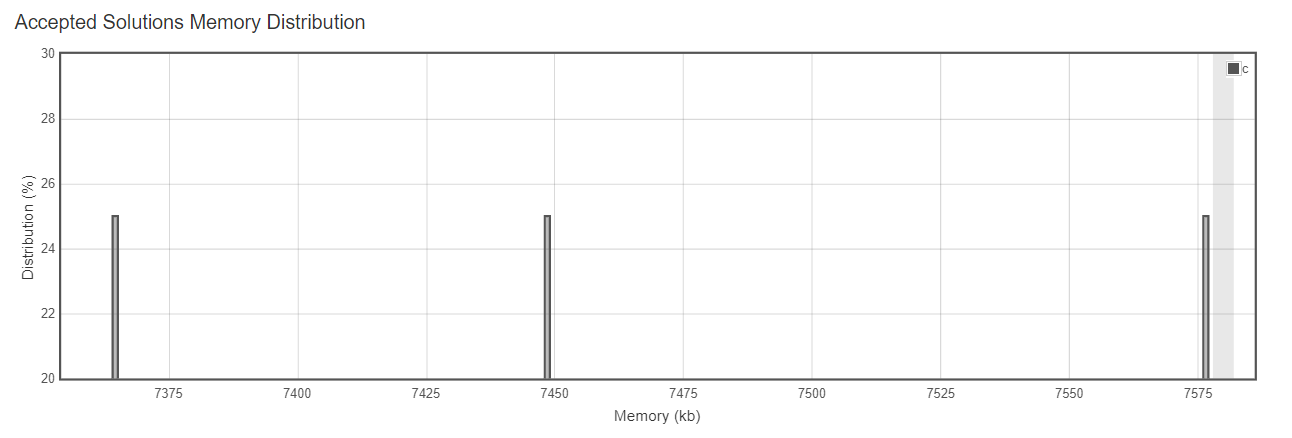 Accepted Solutions Memory Distribution
30
c
28
26
24
22
20
Distribution (%)
7375 7400 7425 7450 7475 7500 7525 7550 7575
Memory (kb)